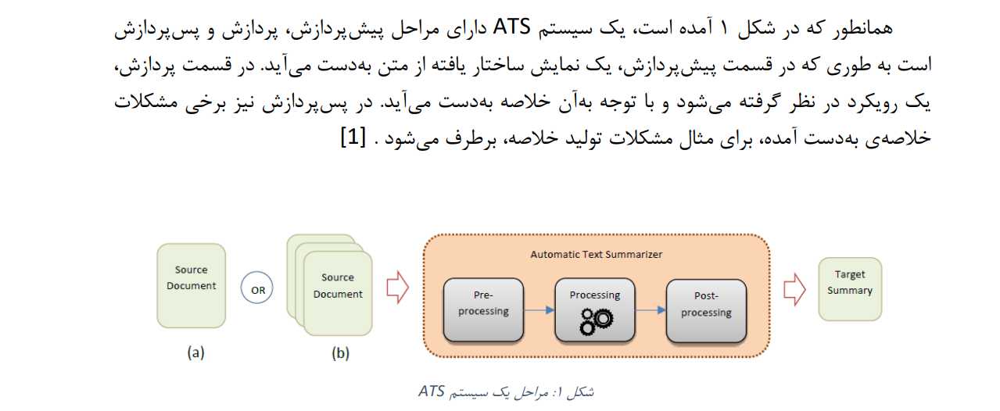 همانطور که در شکل ۱ آمده است، یک سیستم ATS دارای مراحل پیش‌پردازش، پردازش و پس‌پردازش
است به طوری که در قسمت پیش‌پردازش، یک نمایش ساختار یافته از متن به‌دست می‌آید. در قسمت پردازش،
یک رویکرد در نظر گرفته می‌شود و با توجه به‌آن خلاصه به‌دست می‌آید. در پس‌پردازش نیز برخی مشکلات
خلاصه‌ی به‌دست آمده، برای مثال مشکلات تولید خلاصه، برطرف می‌شود . [1]
Source
Document
(a)
OR
Source
Document
(b)
Automatic Text Summarizer
Pre-
processing
Processing
Post-
processing
Target
Summary
شکل ۱: مراحل یک سیستم ATS